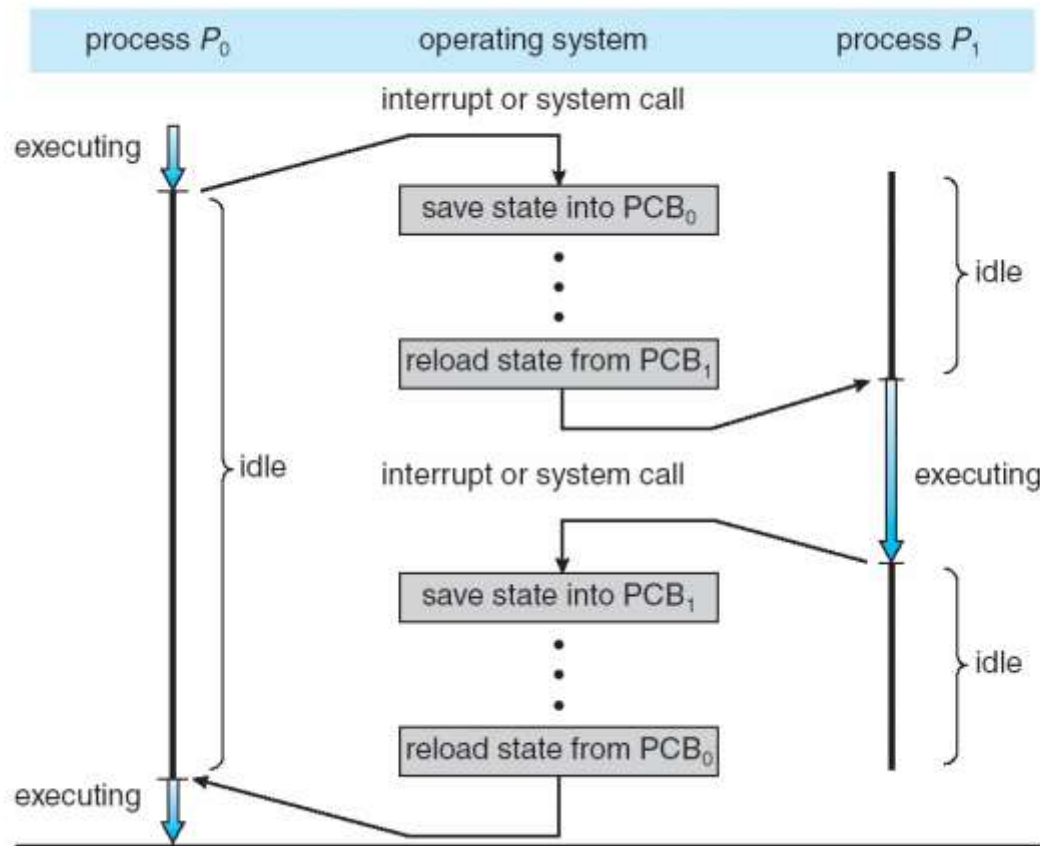 process P₀ operating system process P₁
interrupt or system call
executing
save state into PCB₀
idle
reload state from PCB₁
idle
interrupt or system call
executing
save state into PCB₁
idle
reload state from PCB₀
executing